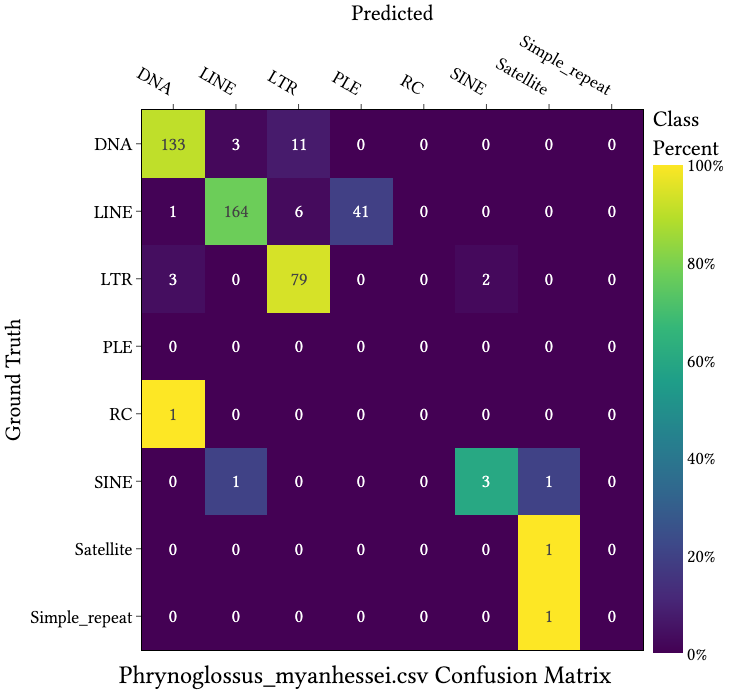 Predicted
DNA LINE LTR PLE RC SINE Satellite Simple_repeat
Class
Percent
Ground Truth
DNA 133 3 11 0 0 0 0 0
LINE 1 164 6 41 0 0 0 0
LTR 3 0 79 0 0 2 0 0
PLE 0 0 0 0 0 0 0 0
RC 1 0 0 0 0 0 0 0
SINE 0 1 0 0 0 3 1 0
Satellite 0 0 0 0 0 0 1 0
Simple_repeat 0 0 0 0 0 0 1 0
100%
80%
60%
40%
20%
0%
Phrynoglossus_myanhessei.csv Confusion Matrix